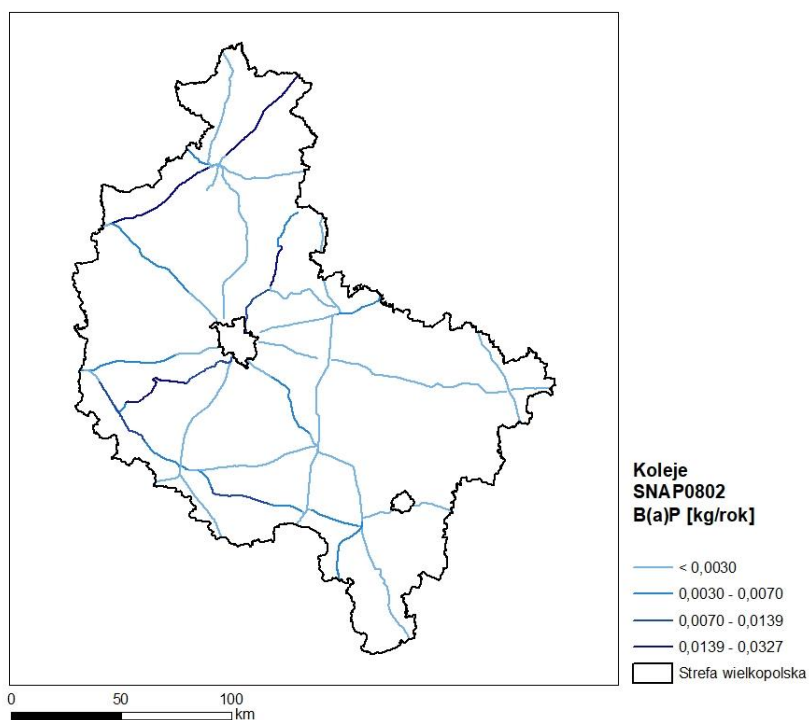 Koleje
SNAP0802
B(a)P [kg/rok]
< 0,0030
0,0030 - 0,0070
0,0070 - 0,0139
0,0139 - 0,0327
Strefa wielkopolska
0 50 100
km